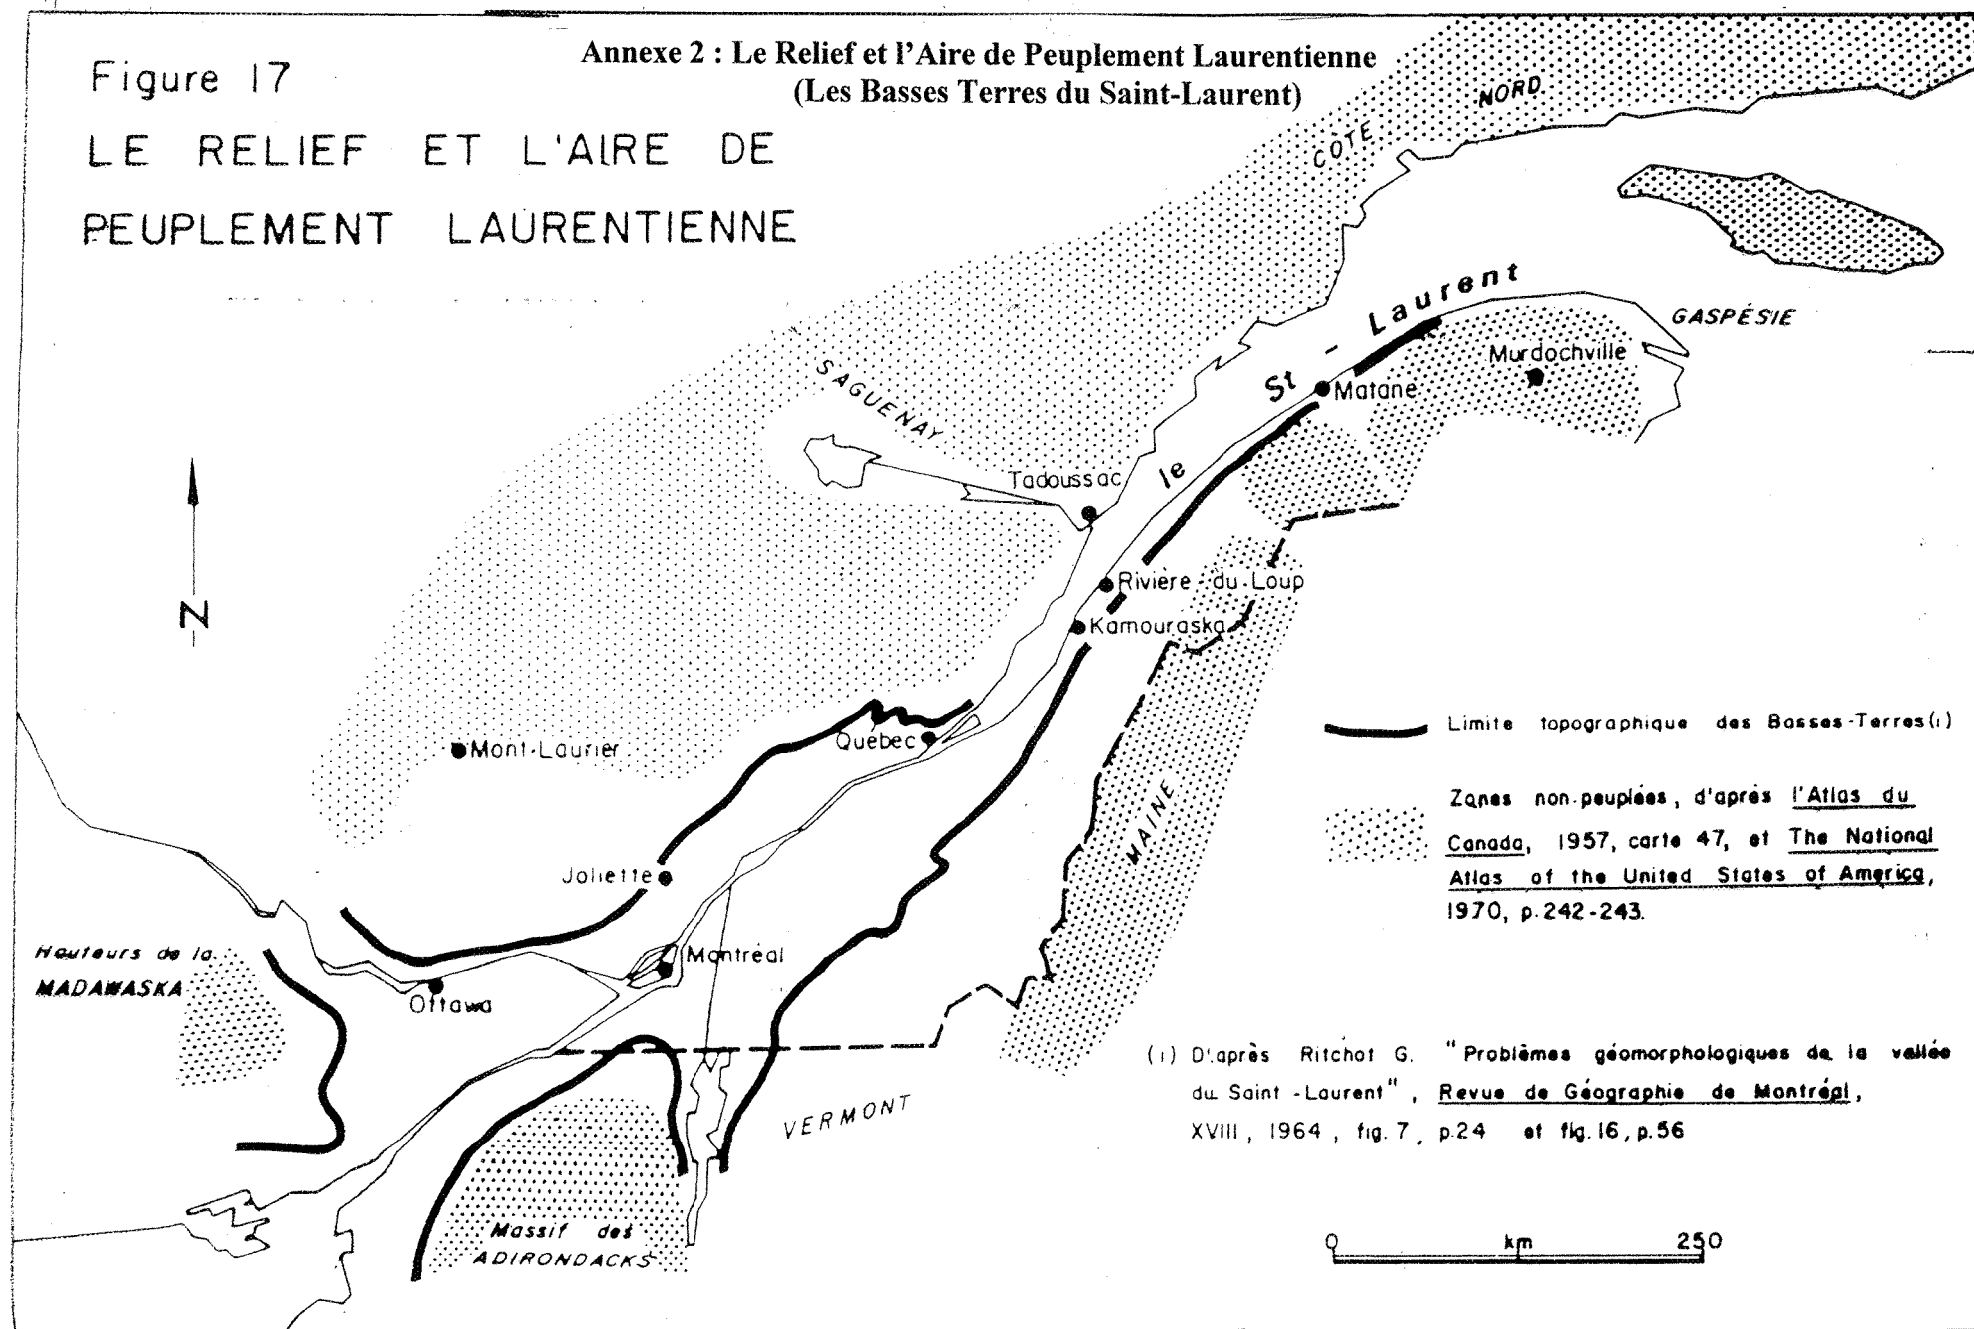 Annexe 2 : Le Relief et l'Aire de Peuplement Laurentienne
(Les Basses Terres du Saint-Laurent)
Figure 17
LE RELIEF ET L'AIRE DE
PEUPLEMENT LAURENTIENNE
CÔTE NORD
le St - Laurent
GASPÉSIE
Murdochville
Matane
SAGUENAY
Tadoussac
N
Rivière-du-Loup
Kamouraska
Mont-Laurier
Québec
MAINE
Joliette
Montréal
Hauteurs de la
MADAWASKA
Ottawa
VERMONT
Massif des
ADIRONDACKS
Limite topographique des Basses-Terres(1)
Zones non-peuplées, d'après l'Atlas du
Canada, 1957, carte 47, et The National
Atlas of the United States of America,
1970, p.242-243.
(1) D'après Ritchot G. "Problèmes géomorphologiques de la vallée
du Saint-Laurent", Revue de Géographie de Montréal,
XVIII, 1964, fig. 7, p.24 et fig.16, p.56
0 km 250